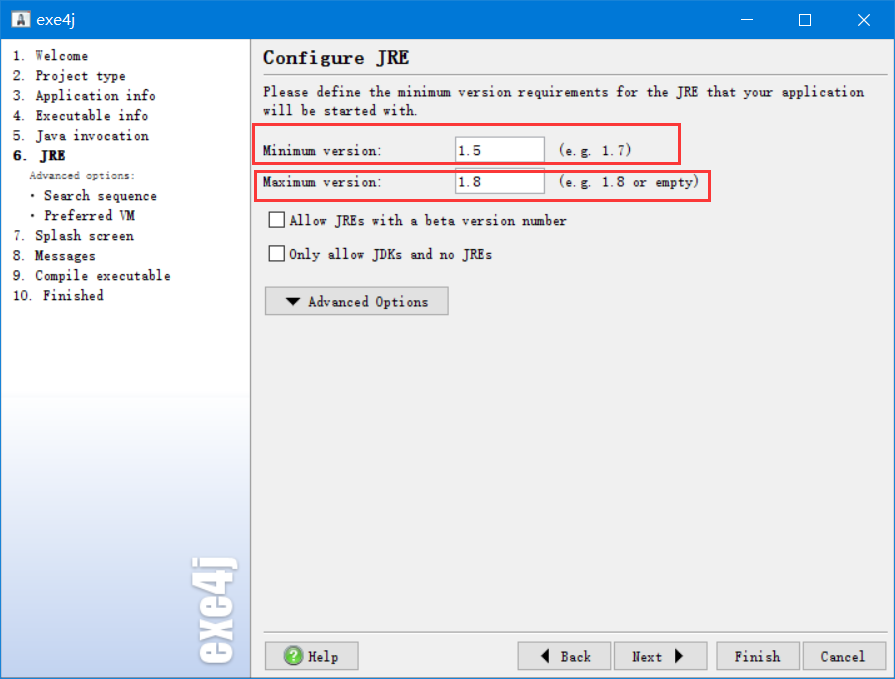 exe4j
1. Welcome
2. Project type
3. Application info
4. Executable info
5. Java invocation
6. JRE
Advanced options:
· Search sequence
· Preferred VM
7. Splash screen
8. Messages
9. Compile executable
10. Finished
exe4j
Configure JRE
Please define the minimum version requirements for the JRE that your application
will be started with.
Minimum version: 1.5 (e.g. 1.7)
Maximum version: 1.8 (e.g. 1.8 or empty)
Allow JREs with a beta version number
Only allow JDKs and no JREs
Advanced Options
Help Back Next Finish Cancel